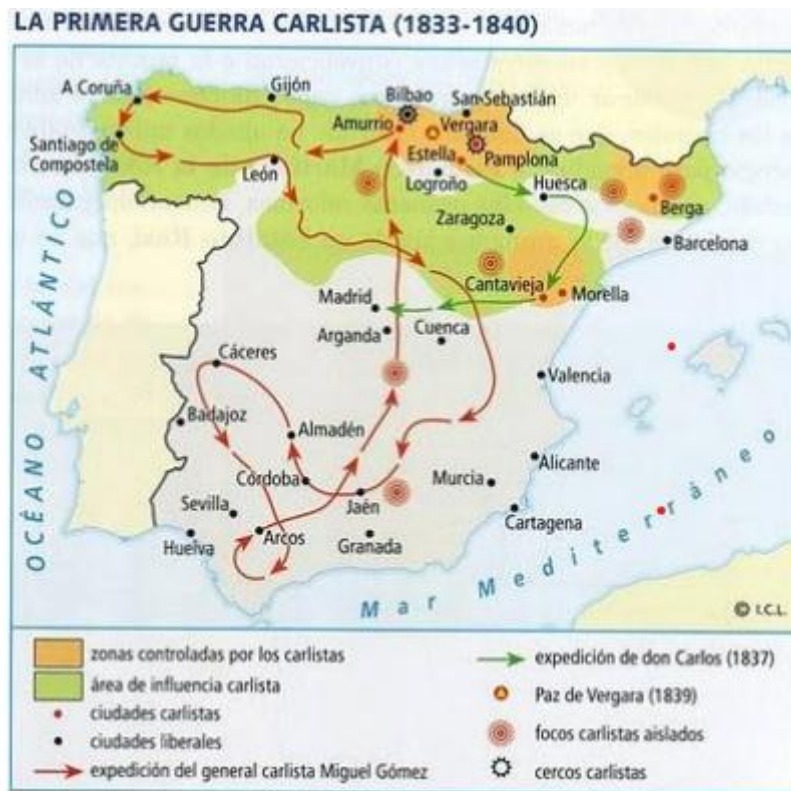 LA PRIMERA GUERRA CARLISTA (1833-1840)
A Coruña
Gijón
Bilbao
San Sebastián
Amurrio
Vergara
Santiago de
Compostela
León
Estella
Pamplona
Logroño
Huesca
Berga
Zaragoza
Barcelona
Cantavieja
Morella
Madrid
Arganda
Cuenca
Cáceres
Valencia
Badajoz
Almadén
Alicante
Córdoba
Murcia
Jaén
Sevilla
Cartagena
Arcos
Huelva
Granada
OCÉANO ATLÁNTICO
Mar Mediterráneo
© I.C.L.
zonas controladas por los carlistas
área de influencia carlista
ciudades carlistas
ciudades liberales
expedición del general carlista Miguel Gómez
expedición de don Carlos (1837)
Paz de Vergara (1839)
focos carlistas aislados
cercos carlistas